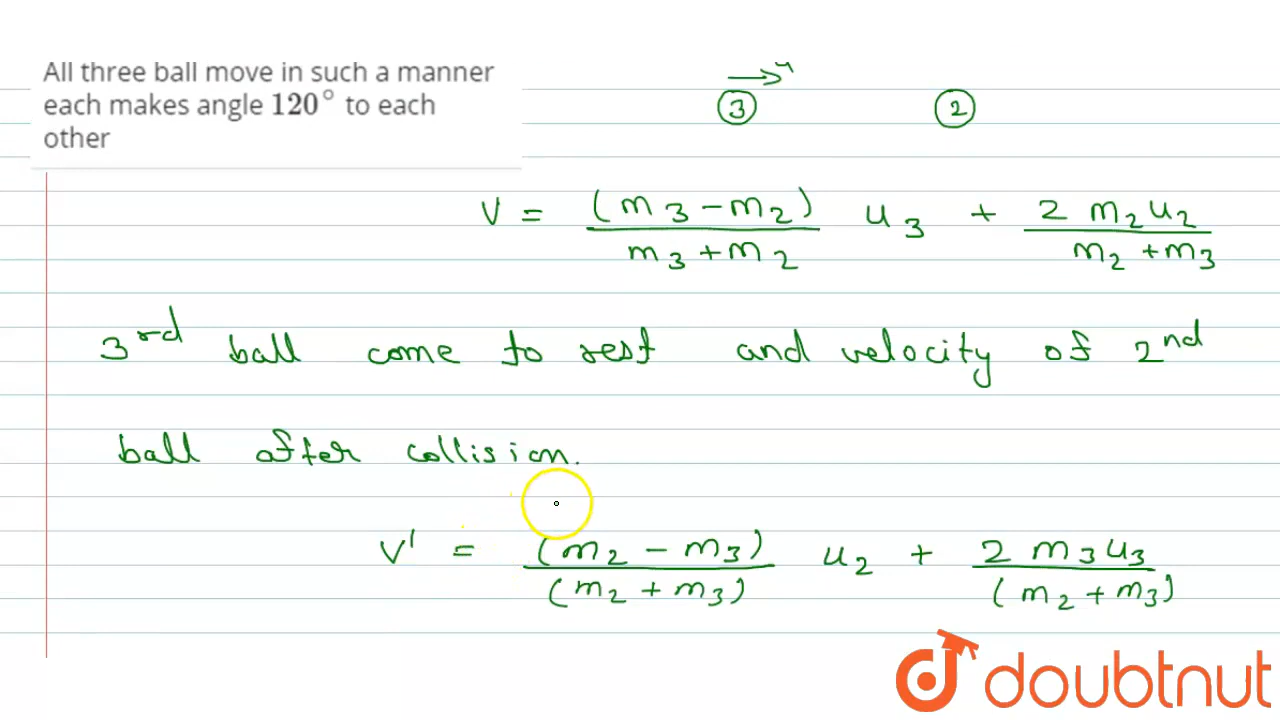 All three ball move in such a manner
each makes angle 120° to each
other
→ u
③ ②
V = (m3 - m2) / m3 + m2 u3 + 2 m2u2 / m2 + m3
3rd ball come to rest and velocity of 2nd
ball after collision.
V' = (m2 - m3) / (m2 + m3) u2 + 2 m3u3 / (m2 + m3)
doubtnut